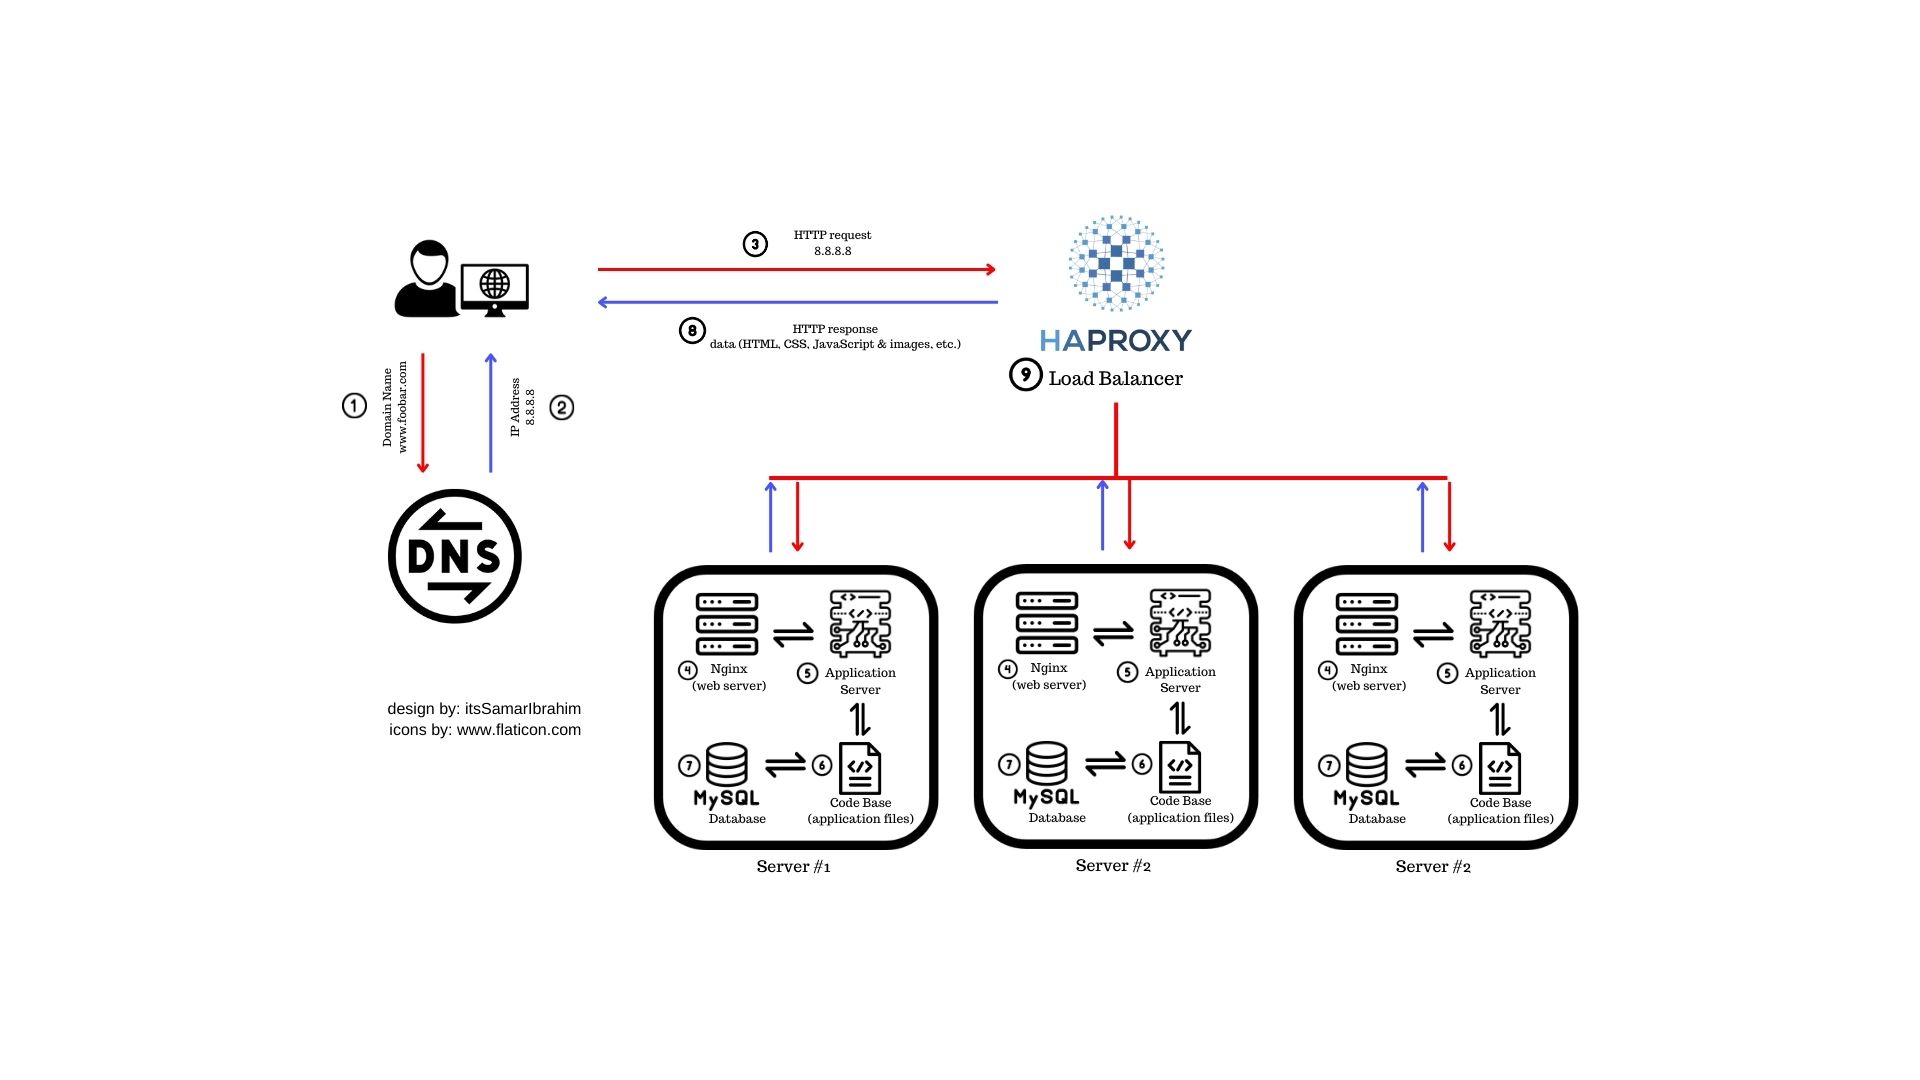 3
HTTP request
8.8.8.8
8
HTTP response
data (HTML, CSS, JavaScript & images, etc.)
HAPROXY
9 Load Balancer
1
Domain Name
www.foobar.com
IP Address
8.8.8.8
2
DNS
design by: itsSamarIbrahim
icons by: www.flaticon.com
4
Nginx
(web server)
5
Application
Server
7
MySQL
Database
6
</>
Code Base
(application files)
Server #1
4
Nginx
(web server)
5
Application
Server
7
MySQL
Database
6
</>
Code Base
(application files)
Server #2
4
Nginx
(web server)
5
Application
Server
7
MySQL
Database
6
</>
Code Base
(application files)
Server #2